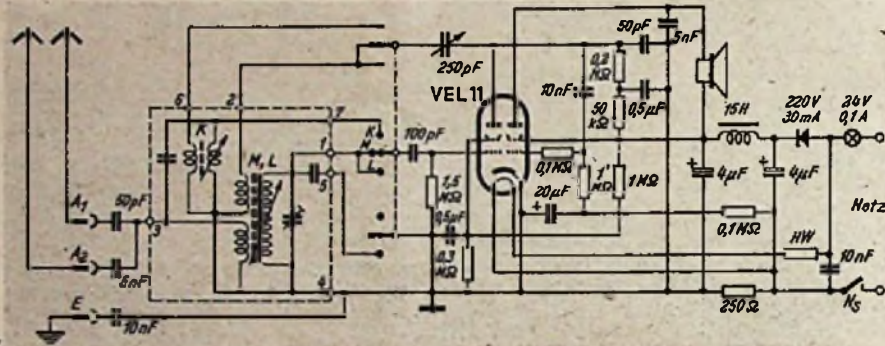 A₁
50pF
A₂
5nF
E
10nF
3
6
2
7
K
M, L
1
5
4
K
M
L
100pF
1,5
MΩ
0,5µF
0,3
MΩ
250pF
VEL11
10nF
0,2
MΩ
50
kΩ
0,5µF
50pF
5nF
0,1MΩ
20µF
+
1
MΩ
1MΩ
15H
220V
30mA
24V
0,1A
+
4µF
+
4µF
0,1MΩ
Netz
HW
10nF
250Ω
Ns